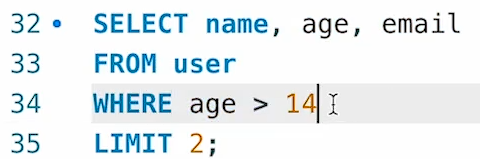 32 SELECT name, age, email
33 FROM user
34 WHERE age > 14
35 LIMIT 2;